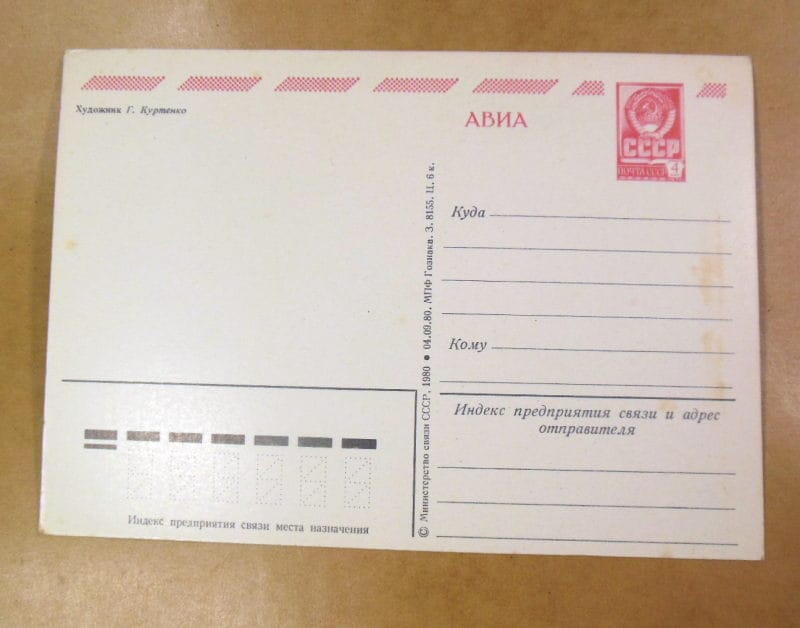 Художник Г. Куртенко
АВИА
СССР
ПОЧТА СССР
4
Куда
Кому
Индекс предприятия связи и адрес
отправителя
© Министерство связи СССР, 1980 ● 04.09.80. МПФ Гознака. З. 8155. Ц. 6 к.
Индекс предприятия связи места назначения